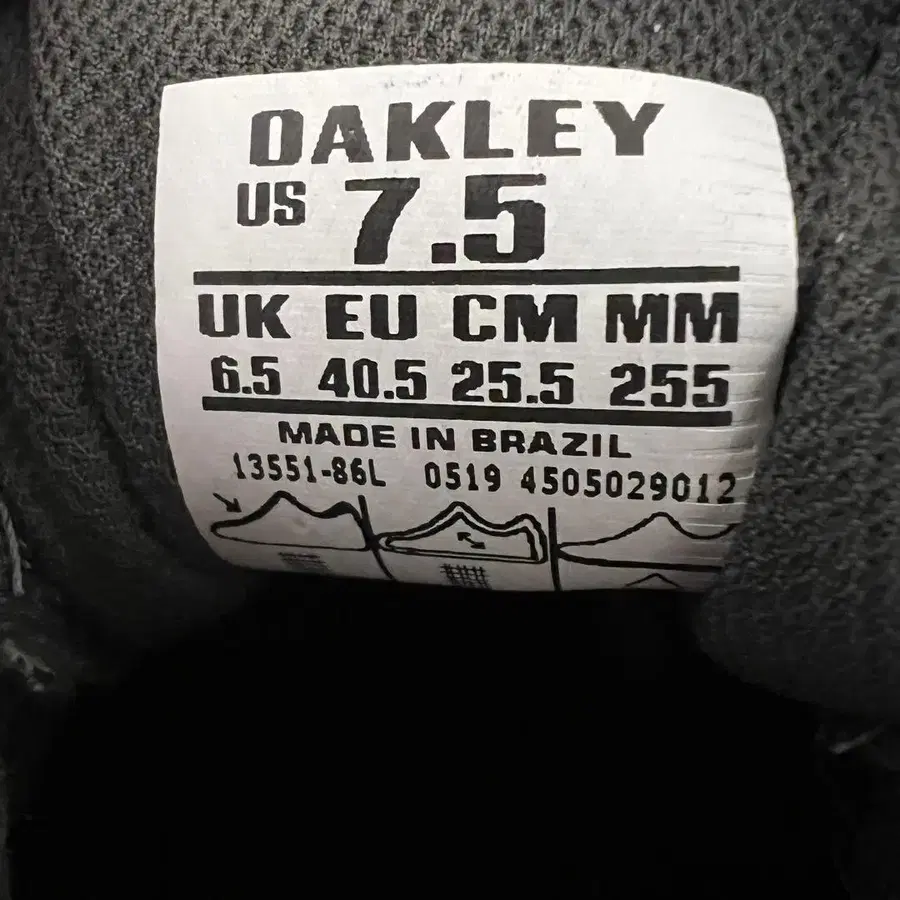 OAKLEY
US 7.5
UK EU CM MM
6.5 40.5 25.5 255
MADE IN BRAZIL
13551-86L 0519 4505029012